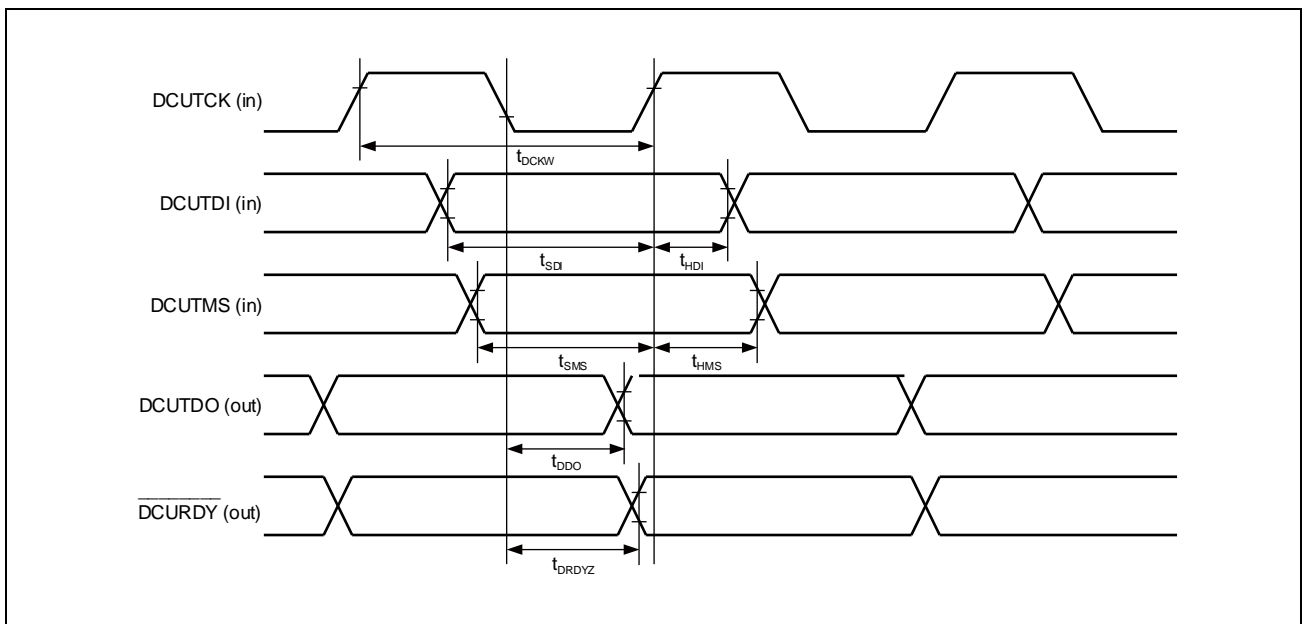 DCUTCK (in)
tDCKW
DCUTDI (in)
tSDI
tHDI
DCUTMS (in)
tSMS
tHMS
DCUTDO (out)
tDDO
DCURDY (out)
tDRDYZ